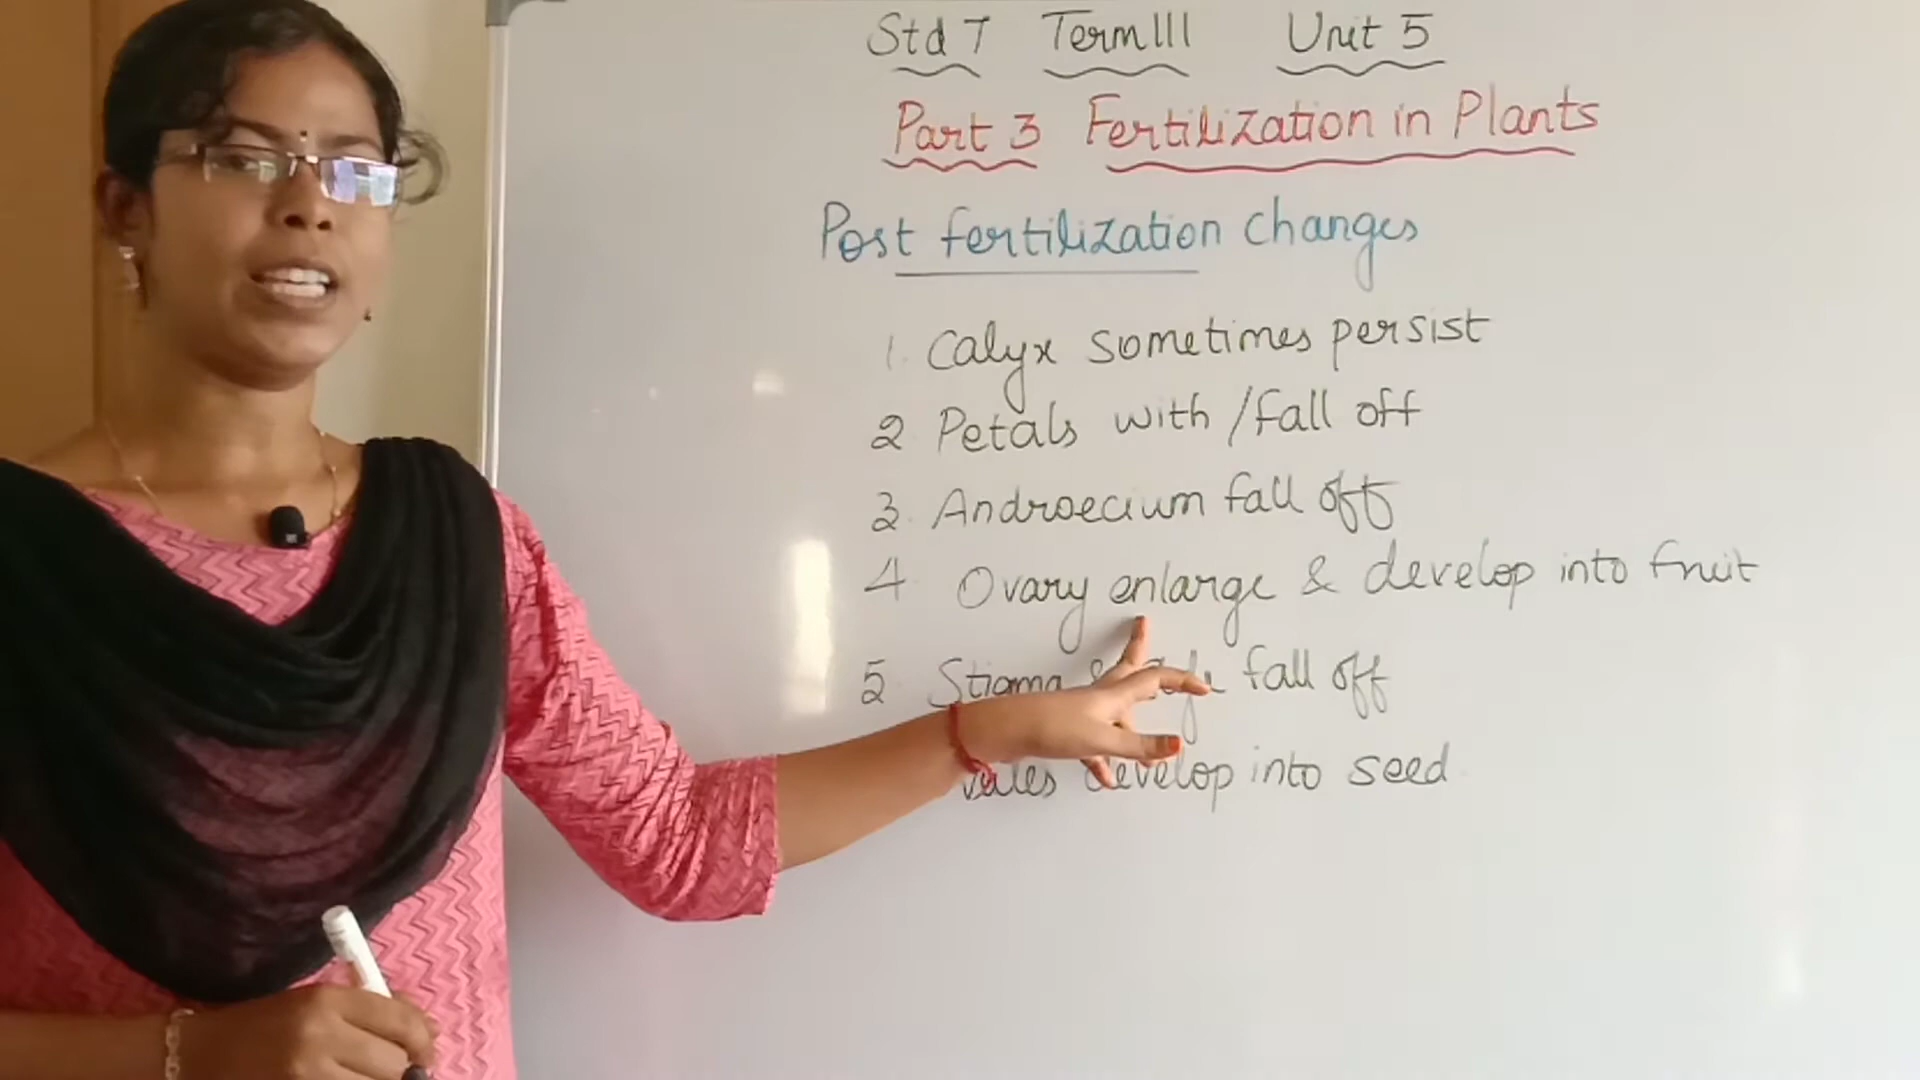 Std 7 Term III Unit 5
Part 3 Fertilization in Plants
Post fertilization changes
1. Calyx sometimes persist
2 Petals with / fall off
3. Androecium fall off
4 Ovary enlarge & develop into fruit
5 Stigma & fall off
develop into seed